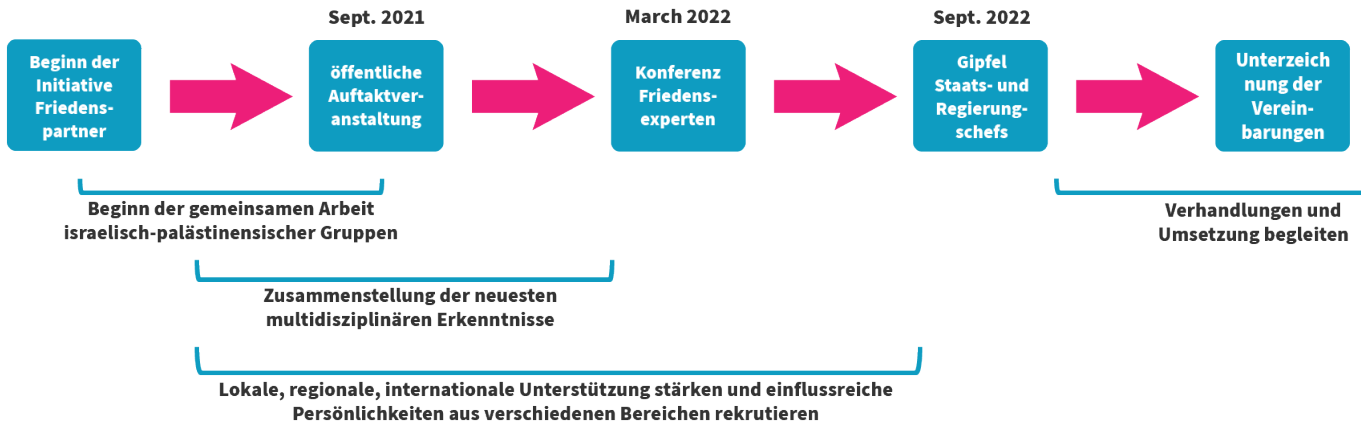 Sept. 2021
March 2022
Sept. 2022
Beginn der
Initiative
Friedens-
partner
öffentliche
Auftaktver-
anstaltung
Konferenz
Friedens-
experten
Gipfel
Staats- und
Regierung-
schefs
Unterzeich
nung der
Verein-
barungen
Beginn der gemeinsamen Arbeit
israelisch-palästinensischer Gruppen
Verhandlungen und
Umsetzung begleiten
Zusammenstellung der neuesten
multidisziplinären Erkenntnisse
Lokale, regionale, internationale Unterstützung stärken und einflussreiche
Persönlichkeiten aus verschiedenen Bereichen rekrutieren